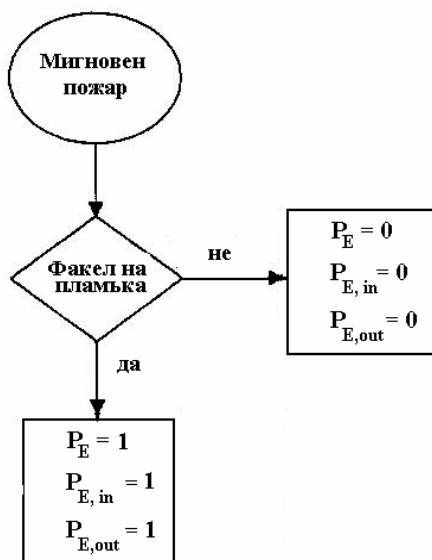 Мигновен
пожар
Факел на
пламъка
не
P_E = 0
P_E, in = 0
P_E,out = 0
да
P_E = 1
P_E, in = 1
P_E,out = 1